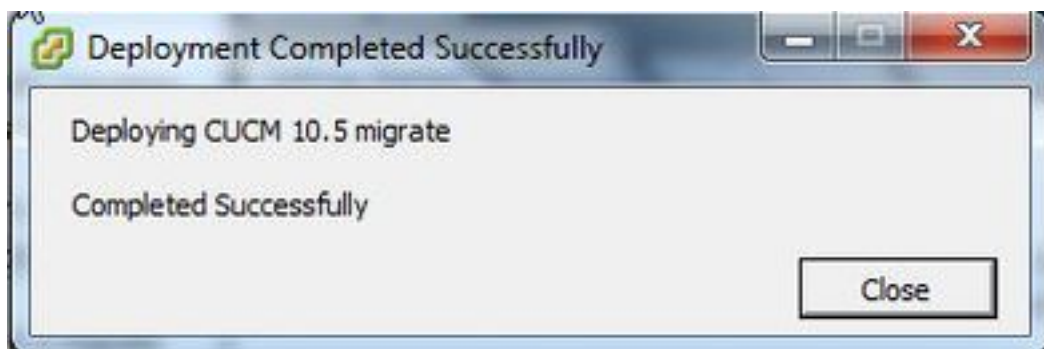 Deployment Completed Successfully
Deploying CUCM 10.5 migrate
Completed Successfully
Close